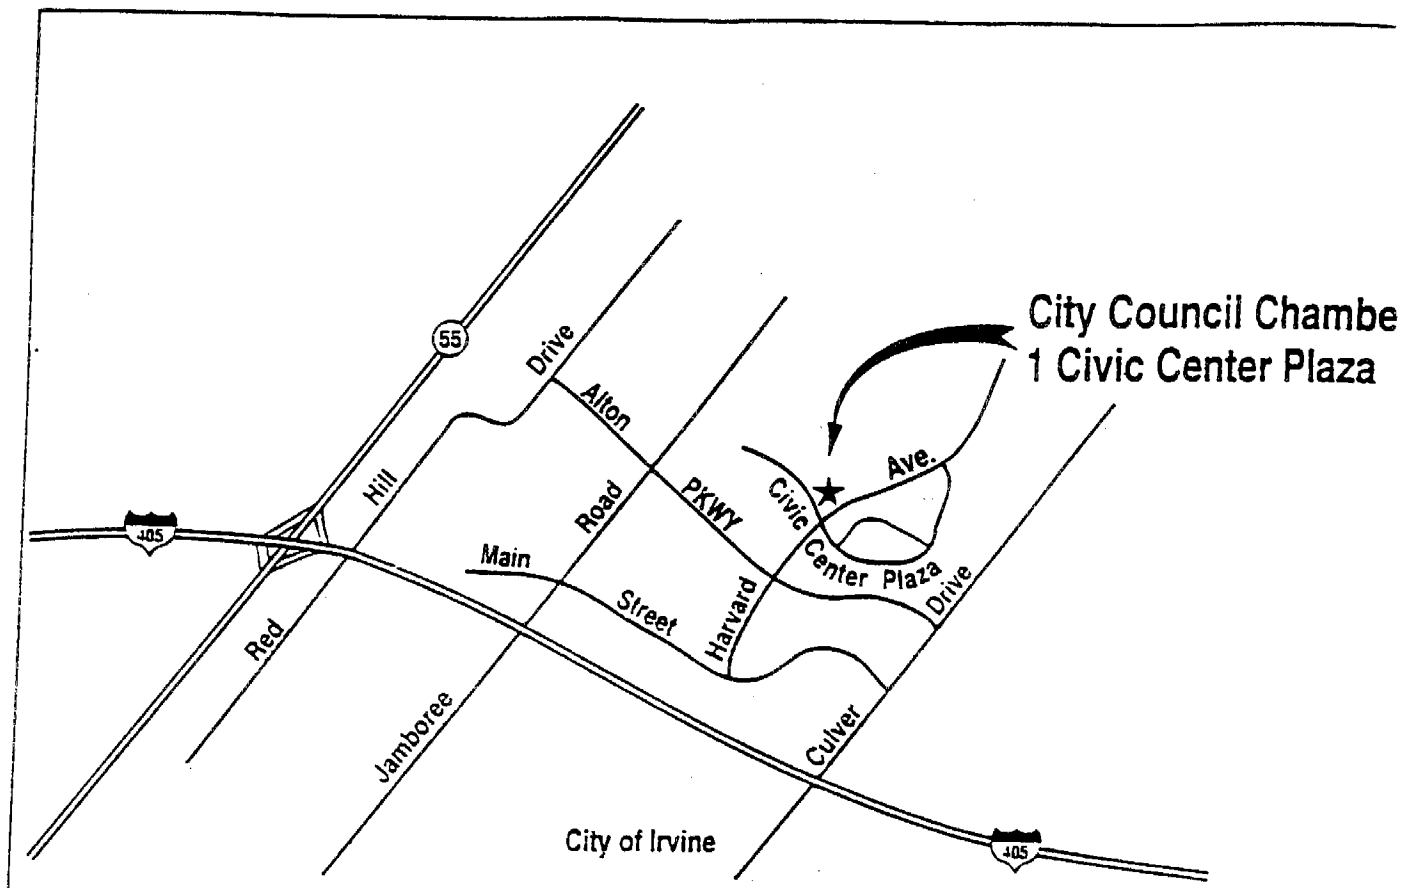 City Council Chambe
1 Civic Center Plaza
55
Drive
Alton
PKWY
Hill
Road
Ave.
Civic
Center Plaza
405
Main
Street
Harvard
Drive
Red
Jamboree
Culver
City of Irvine
405